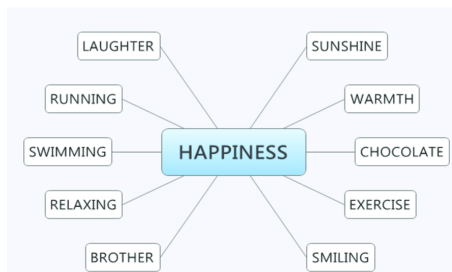 LAUGHTER
SUNSHINE
RUNNING
WARMTH
SWIMMING
HAPPINESS
CHOCOLATE
RELAXING
EXERCISE
BROTHER
SMILING